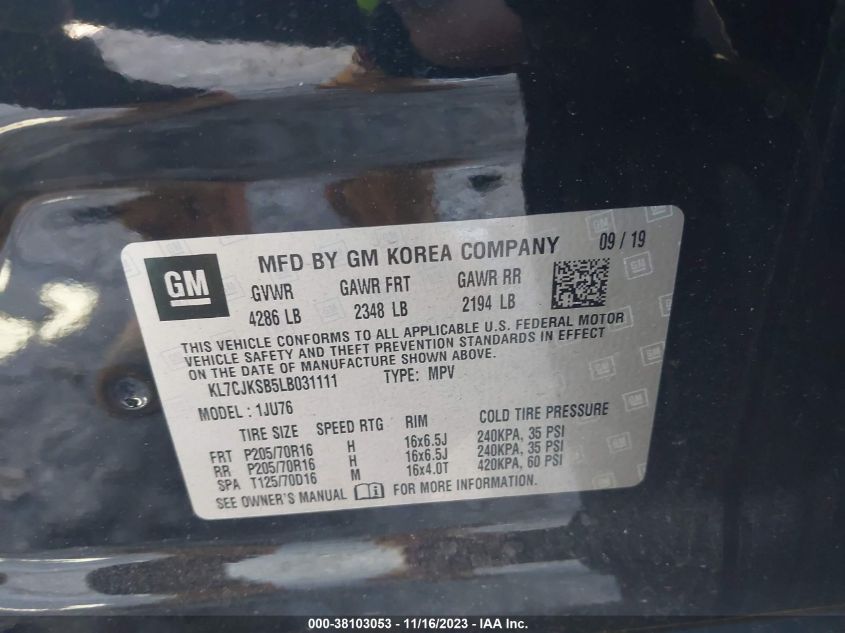 GM
MFD BY GM KOREA COMPANY 09 / 19
GVWR GAWR FRT GAWR RR
4286 LB 2348 LB 2194 LB
THIS VEHICLE CONFORMS TO ALL APPLICABLE U.S. FEDERAL MOTOR
VEHICLE SAFETY AND THEFT PREVENTION STANDARDS IN EFFECT
ON THE DATE OF MANUFACTURE SHOWN ABOVE.
KL7CJKSB5LB031111 TYPE: MPV
MODEL: 1JU76
TIRE SIZE SPEED RTG RIM COLD TIRE PRESSURE
FRT P205/70R16 H 16x6.5J 240KPA, 35 PSI
RR P205/70R16 H 16x6.5J 240KPA, 35 PSI
SPA T125/70D16 M 16x4.0T 420KPA, 60 PSI
SEE OWNER'S MANUAL FOR MORE INFORMATION.
000-38103053 - 11/16/2023 - IAA Inc.